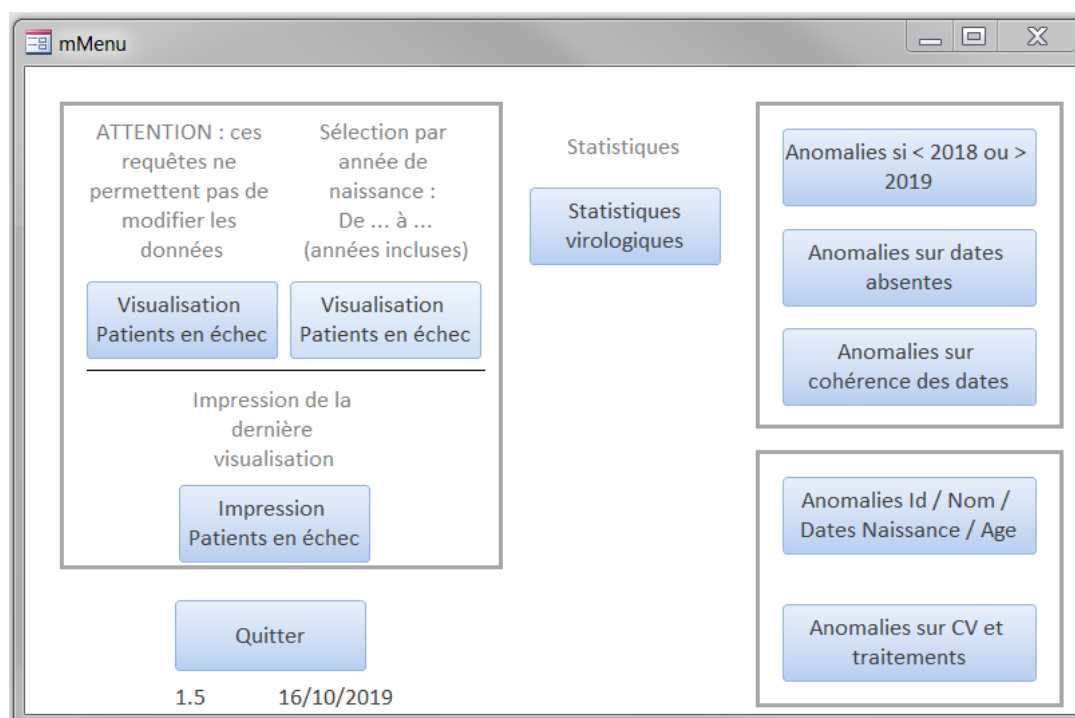 mMenu
ATTENTION : ces
requêtes ne
permettent pas de
modifier les
données
Sélection par
année de
naissance :
De ... à ...
(années incluses)
Visualisation
Patients en échec
Visualisation
Patients en échec
Impression de la
dernière
visualisation
Impression
Patients en échec
Quitter
1.5
16/10/2019
Statistiques
Statistiques
virologiques
Anomalies si < 2018 ou >
2019
Anomalies sur dates
absentes
Anomalies sur
cohérence des dates
Anomalies Id / Nom /
Dates Naissance / Age
Anomalies sur CV et
traitements